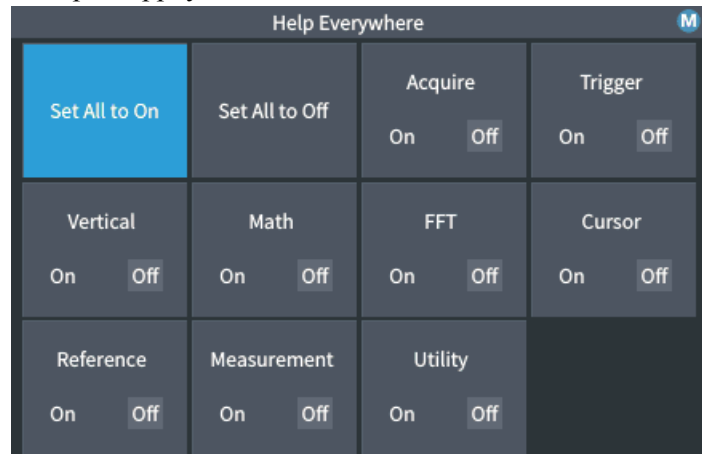 Help Everywhere M
Set All to On
Set All to Off
Acquire
On Off
Trigger
On Off
Vertical
On Off
Math
On Off
FFT
On Off
Cursor
On Off
Reference
On Off
Measurement
On Off
Utility
On Off